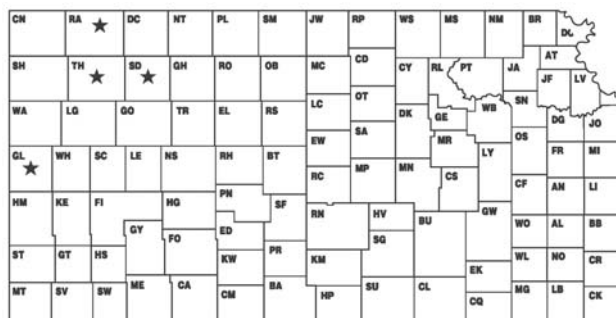 CN RA DC NT PL SM JW RP WS MS NM BR DO
SH TH SD GH RO OB MC CD CY RL PT JA AT
JF LV
WA LG GO TR EL RS LC OT DK GE WB SN DG JO
EW SA MR OS
GL WH SC LE NS RH BT LY FR MI
RC MP MN CS CF AN LI
HM KE FI HG PN SF RN HV BU GW
GY FO ED SG WO AL BB
ST GT HS KW PR KM EK WL NO CR
MT SV SW ME CA CM BA HP SU CL CQ MG LB CK